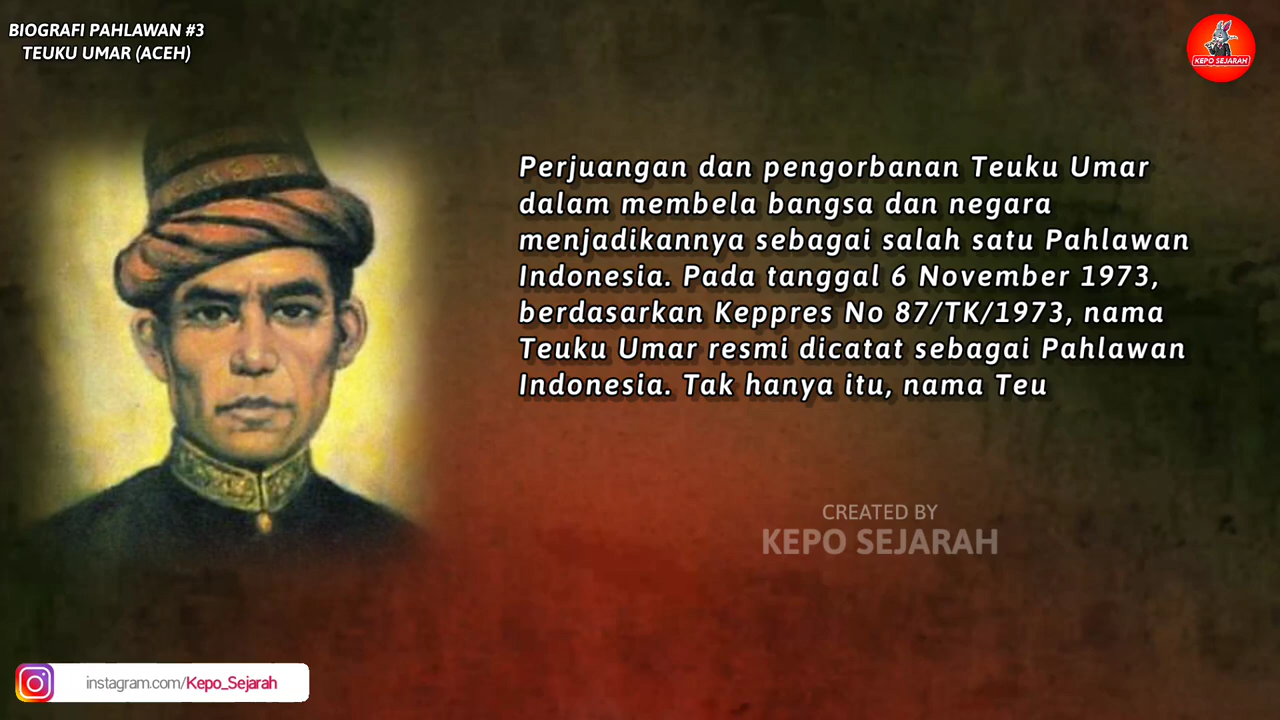 BIOGRAFI PAHLAWAN #3
TEUKU UMAR (ACEH)
KEPO SEJARAH
Perjuangan dan pengorbanan Teuku Umar
dalam membela bangsa dan negara
menjadikannya sebagai salah satu Pahlawan
Indonesia. Pada tanggal 6 November 1973,
berdasarkan Keppres No 87/TK/1973, nama
Teuku Umar resmi dicatat sebagai Pahlawan
Indonesia. Tak hanya itu, nama Teu
CREATED BY
KEPO SEJARAH
instagram.com/Kepo_Sejarah